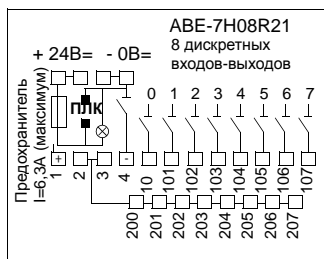 ABE-7H08R21
8 дискретных
входов-выходов
+ 24В= - 0В=
ПЛК
0 1 2 3 4 5 6 7
Предохранитель
I=6,3А (максимум)
+ -
1 2 3 4 10 101 102 103 104 105 106 107
200 201 202 203 204 205 206 207